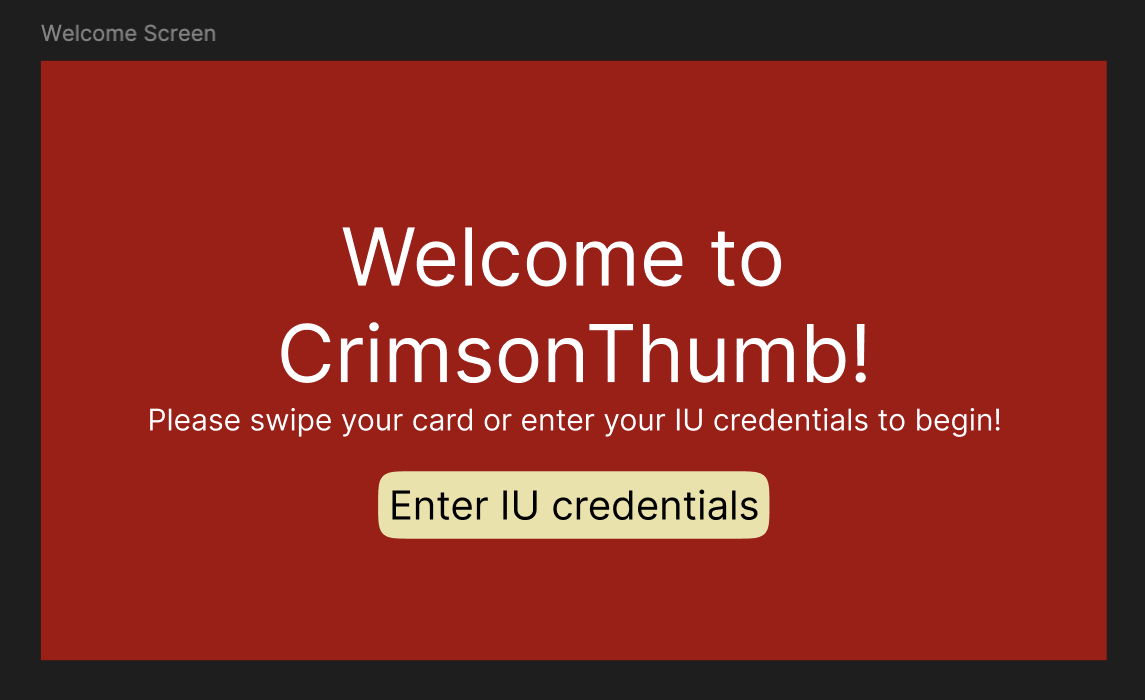 Welcome Screen
Welcome to
CrimsonThumb!
Please swipe your card or enter your IU credentials to begin!
Enter IU credentials